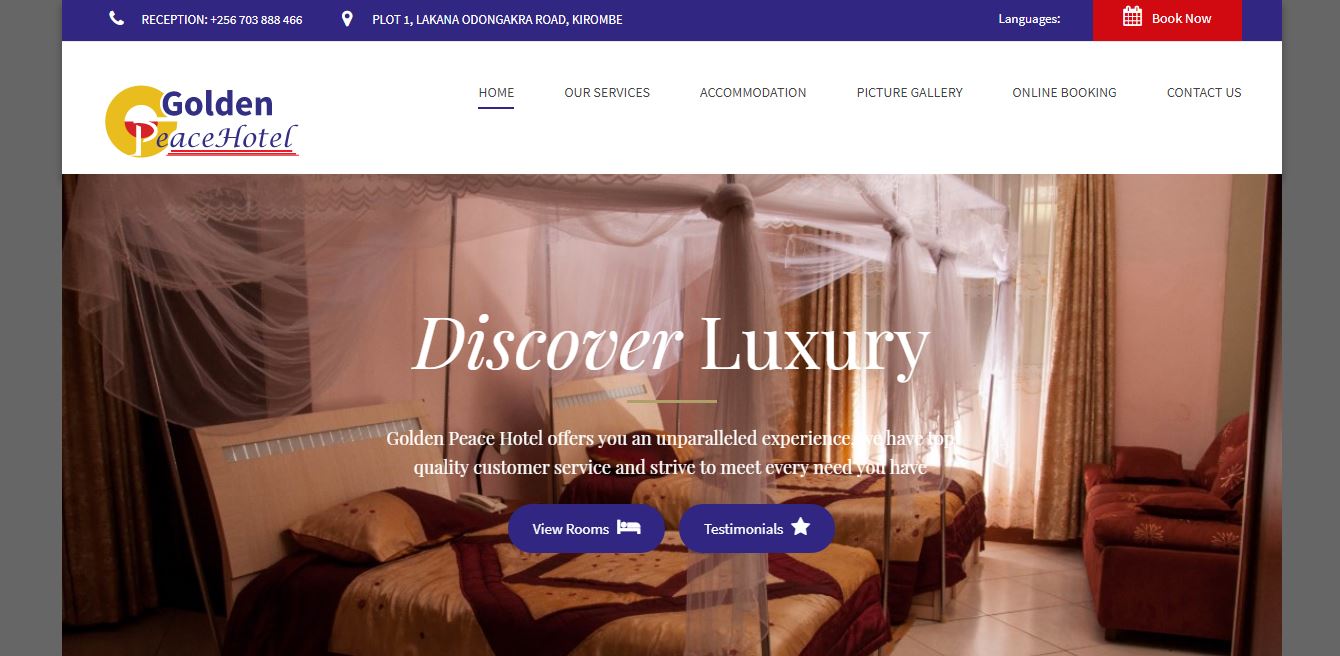 RECEPTION: +256 703 888 466
PLOT 1, LAKANA ODONGAKRA ROAD, KIROMBE
Languages:
Book Now
Golden
PeaceHotel
HOME
OUR SERVICES
ACCOMMODATION
PICTURE GALLERY
ONLINE BOOKING
CONTACT US
Discover Luxury
Golden Peace Hotel offers you an unparalleled experience, we have top
quality customer service and strive to meet every need you have
View Rooms
Testimonials